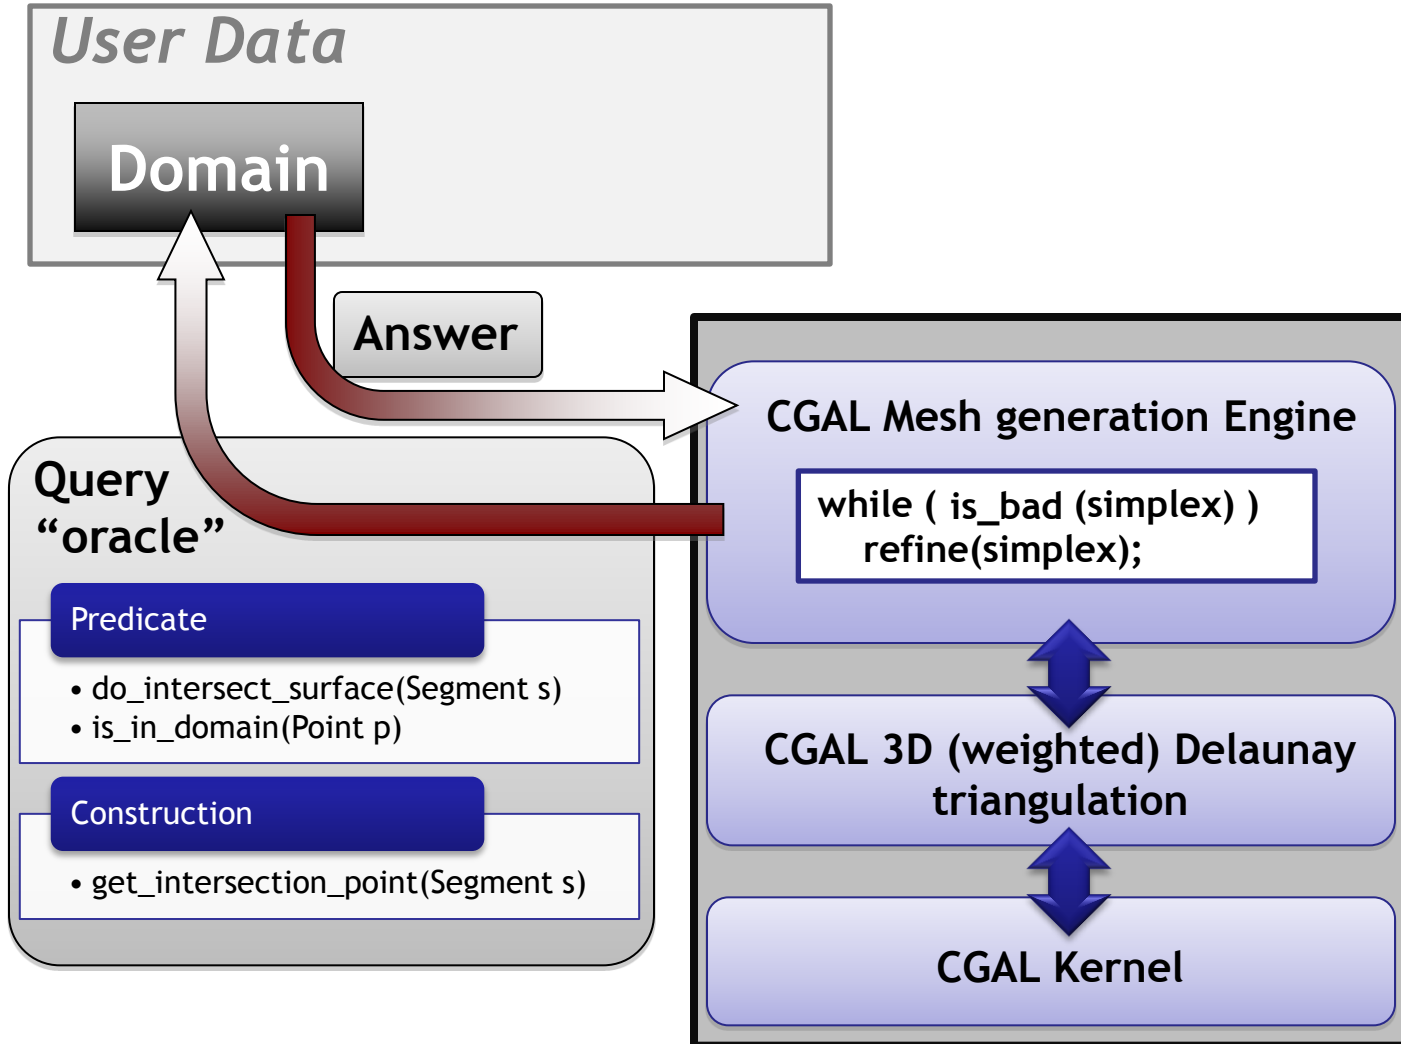 User Data
Domain
Answer
Query
“oracle”
Predicate
• do_intersect_surface(Segment s)
• is_in_domain(Point p)
Construction
• get_intersection_point(Segment s)
CGAL Mesh generation Engine
while ( is_bad (simplex) )
refine(simplex);
CGAL 3D (weighted) Delaunay
triangulation
CGAL Kernel